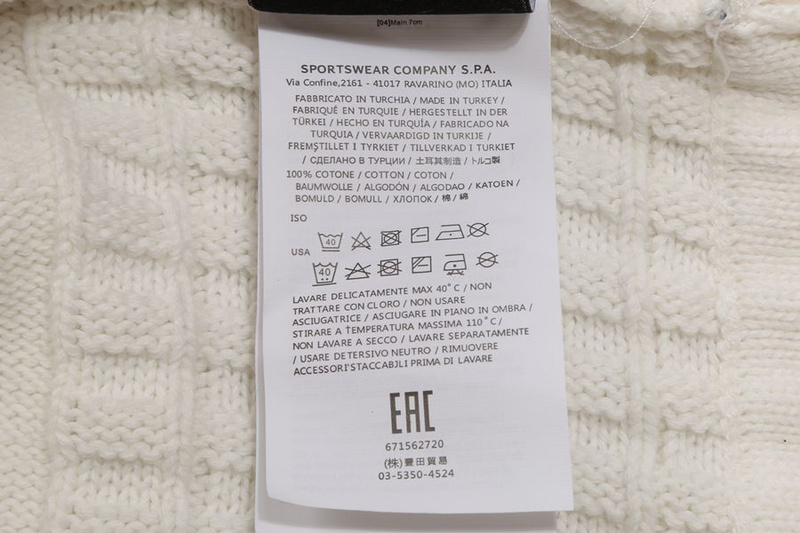 [04]Main 7cm
SPORTSWEAR COMPANY S.P.A.
Via Confine,2161 - 41017 RAVARINO (MO) ITALIA
FABBRICATO IN TURCHIA / MADE IN TURKEY /
FABRIQUÉ EN TURQUIE / HERGESTELLT IN DER
TÜRKEI / HECHO EN TURQUÍA / FABRICADO NA
TURQUIA / VERVAARDIGD IN TURKIJE /
FREMSTILLET I TYRKIET / TILLVERKAD I TURKIET
/ СДЕЛАНО В ТУРЦИИ / 土耳其制造 / トルコ製
100% COTONE / COTTON / COTON /
BAUMWOLLE / ALGODÓN / ALGODAO / KATOEN /
BOMULD / BOMULL / ХЛОПОК / 棉 / 綿
ISO
40
USA
40
LAVARE DELICATAMENTE MAX 40°C / NON
TRATTARE CON CLORO / NON USARE
ASCIUGATRICE / ASCIUGARE IN PIANO IN OMBRA /
STIRARE A TEMPERATURA MASSIMA 110°C /
NON LAVARE A SECCO / LAVARE SEPARATAMENTE
/ USARE DETERSIVO NEUTRO / RIMUOVERE
ACCESSORI STACCABILI PRIMA DI LAVARE
EAC
671562720
(株)豊田貿易
03-5350-4524